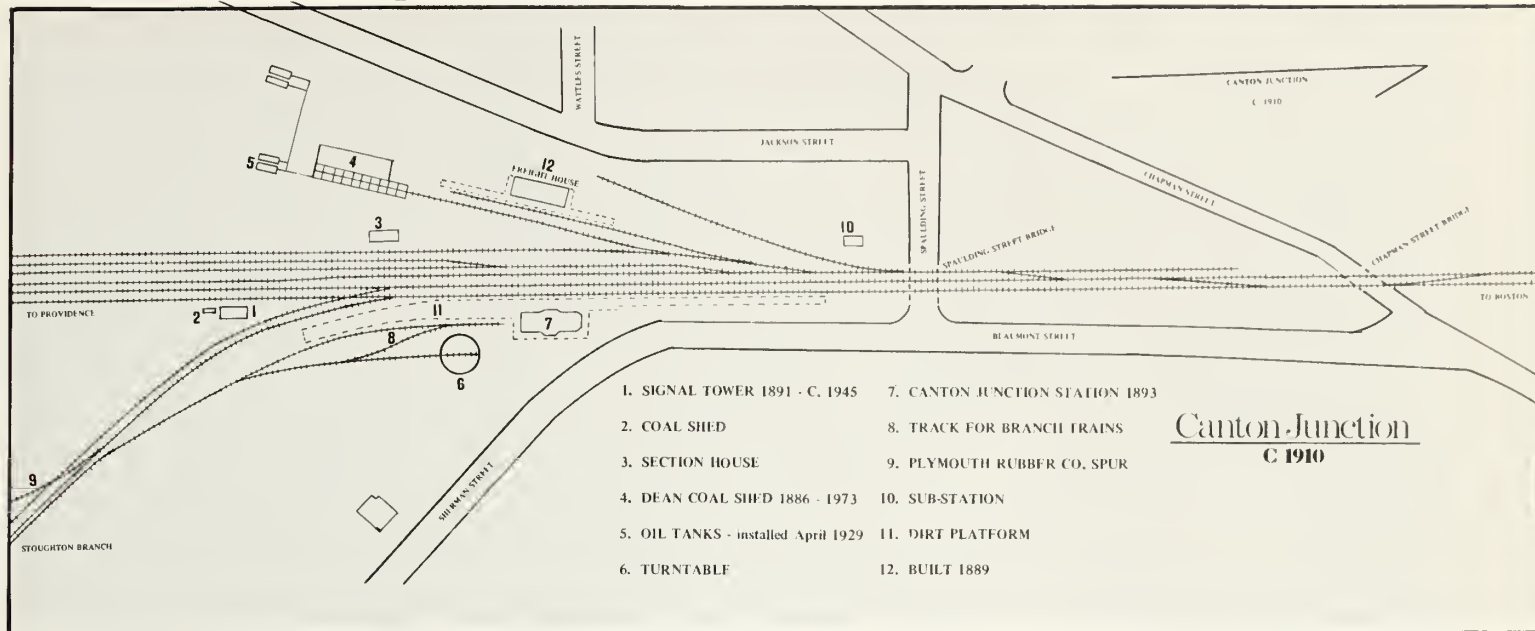 WATTLES STREET
CANTON JUNCTION
C 1910
JACKSON STREET
5
4
12
FREIGHT HOUSE
CHAPMAN STREET
3
10
SPAULDING STREET
SPAULDING STREET BRIDGE
CHAPMAN STREET BRIDGE
TO PROVIDENCE
2
1
11
7
8
6
TO BOSTON
BEAUMONT STREET
9
SHERMAN STREET
STOUGHTON BRANCH
1. SIGNAL TOWER 1891 - C. 1945
2. COAL SHED
3. SECTION HOUSE
4. DEAN COAL SHED 1886 - 1973
5. OIL TANKS - installed April 1929
6. TURNTABLE
7. CANTON JUNCTION STATION 1893
8. TRACK FOR BRANCH TRAINS
9. PLYMOUTH RUBBER CO. SPUR
10. SUB-STATION
11. DIRT PLATFORM
12. BUILT 1889
Canton Junction
C 1910